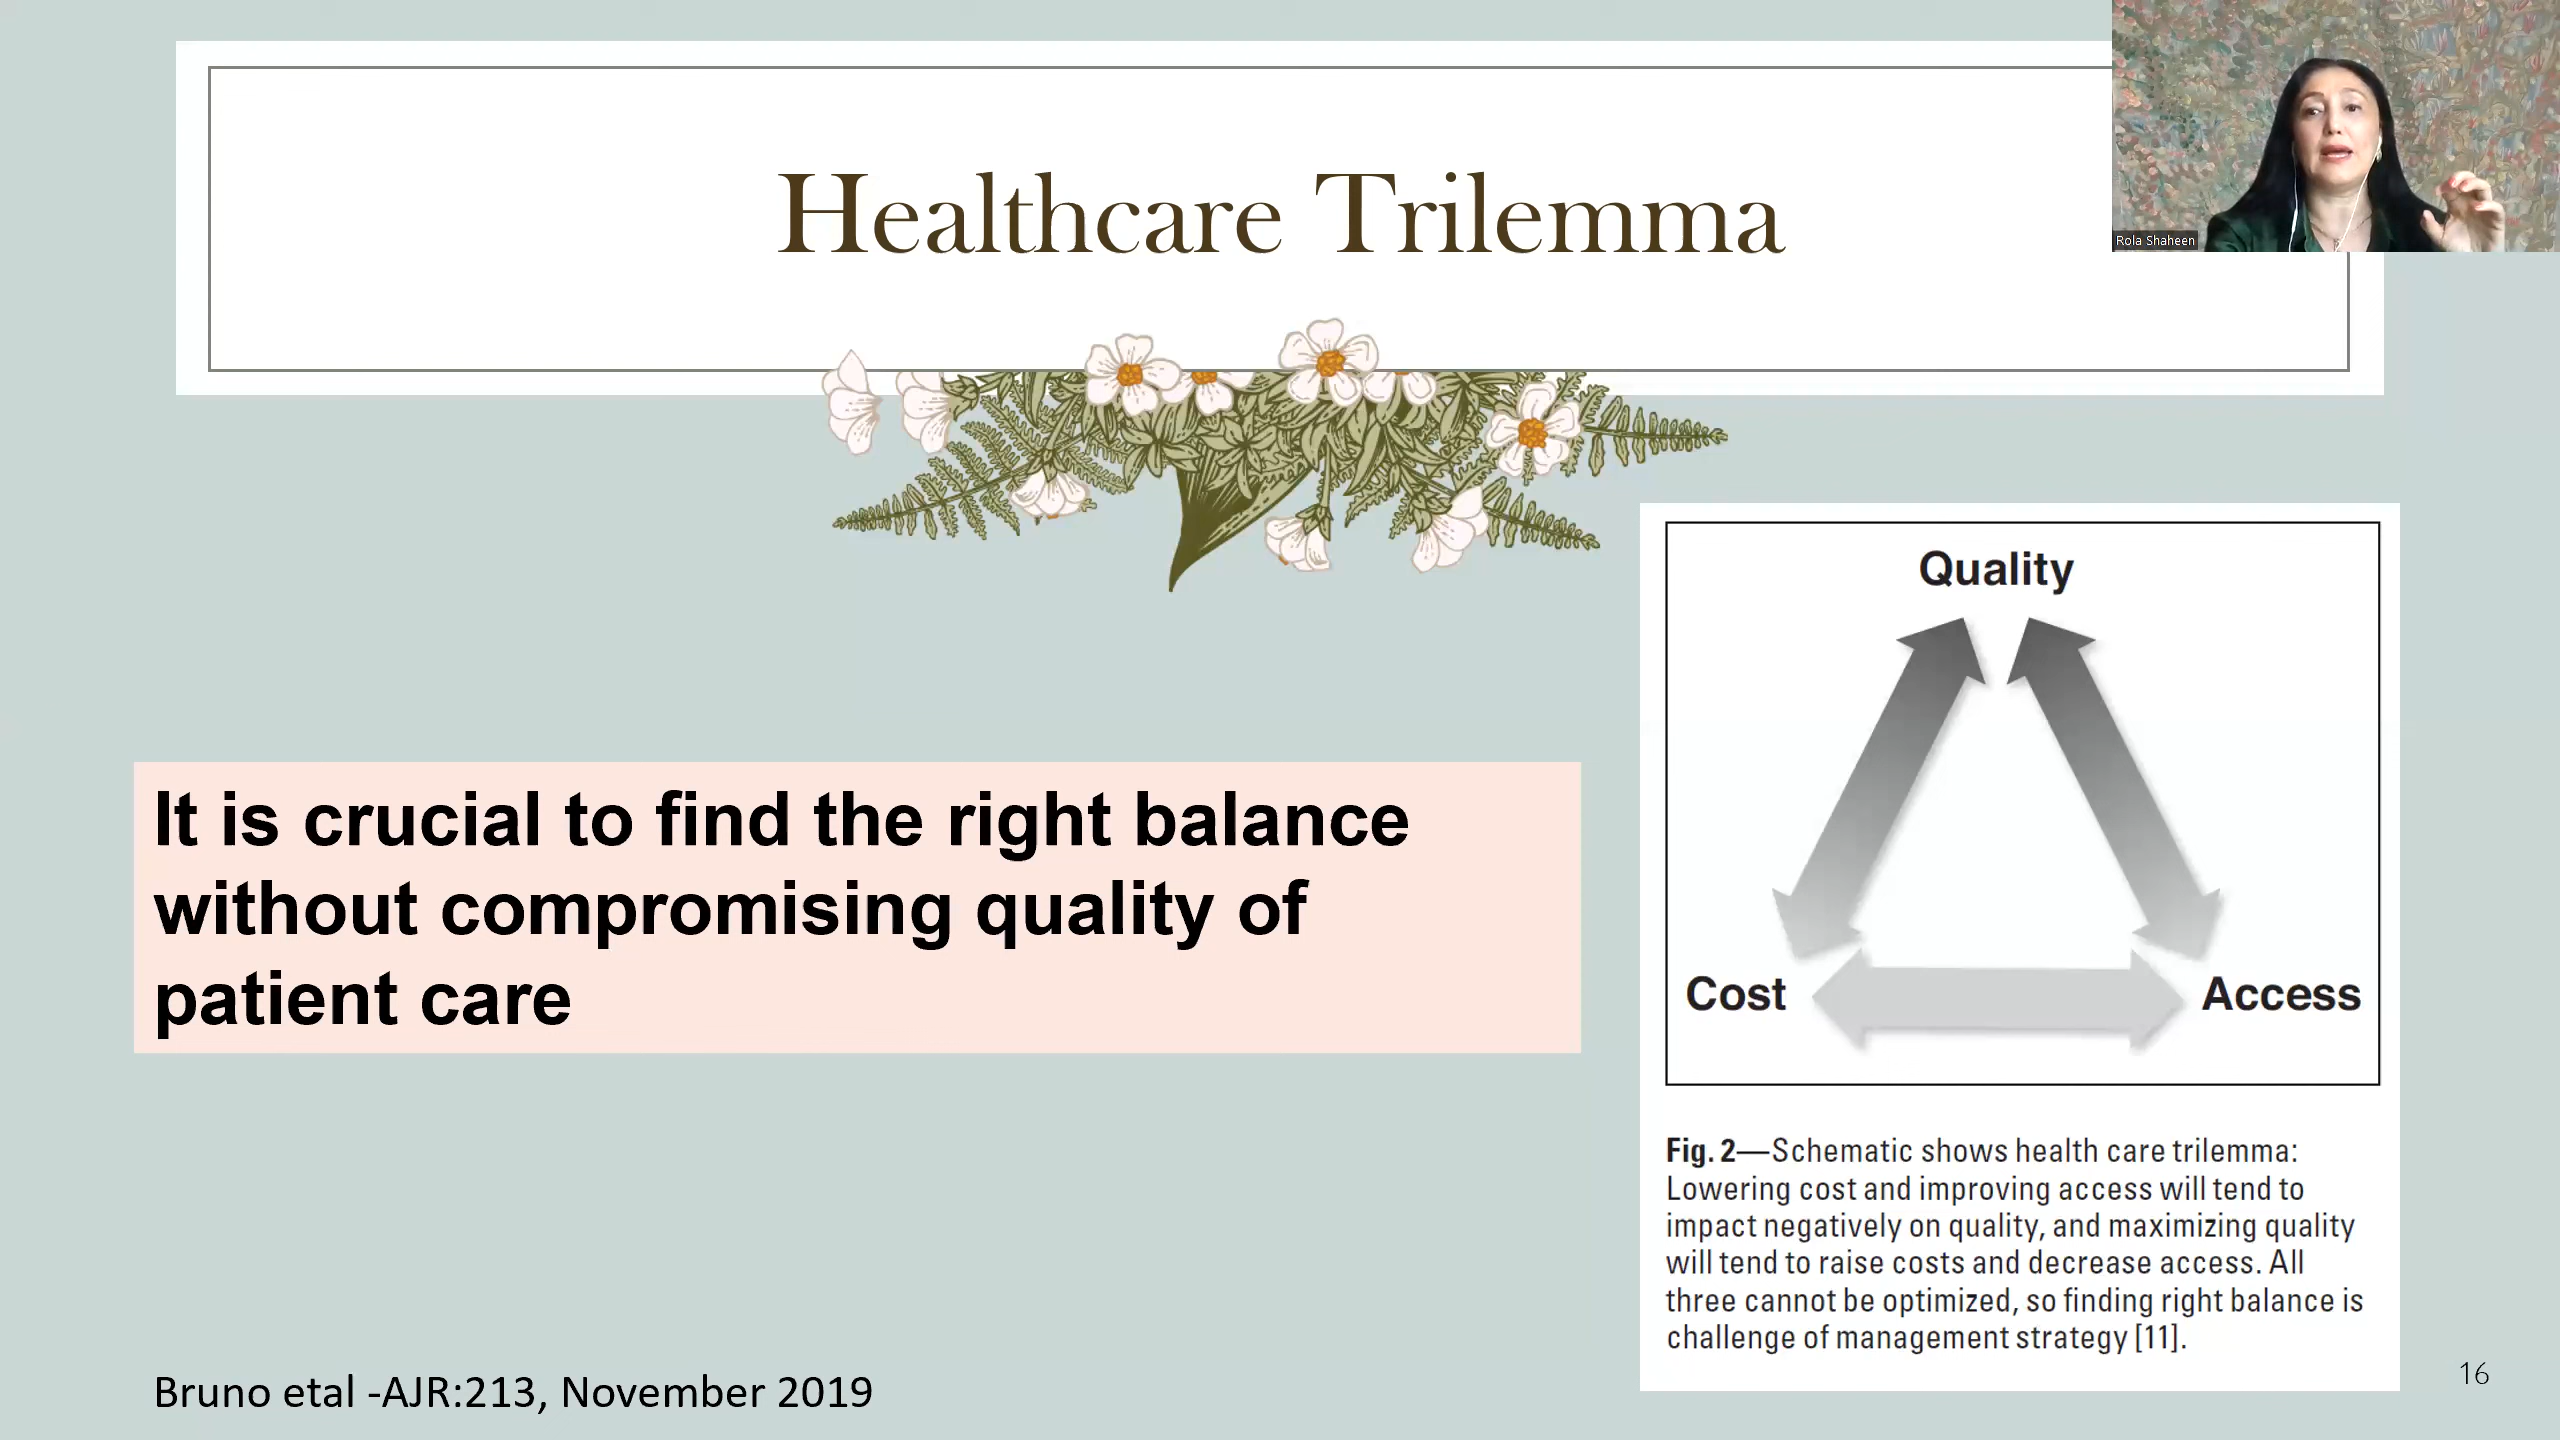 Healthcare Trilemma
Rola Shaheen
It is crucial to find the right balance
without compromising quality of
patient care
Quality
Cost
Access
Fig. 2—Schematic shows health care trilemma:
Lowering cost and improving access will tend to
impact negatively on quality, and maximizing quality
will tend to raise costs and decrease access. All
three cannot be optimized, so finding right balance is
challenge of management strategy [11].
Bruno etal -AJR:213, November 2019
16